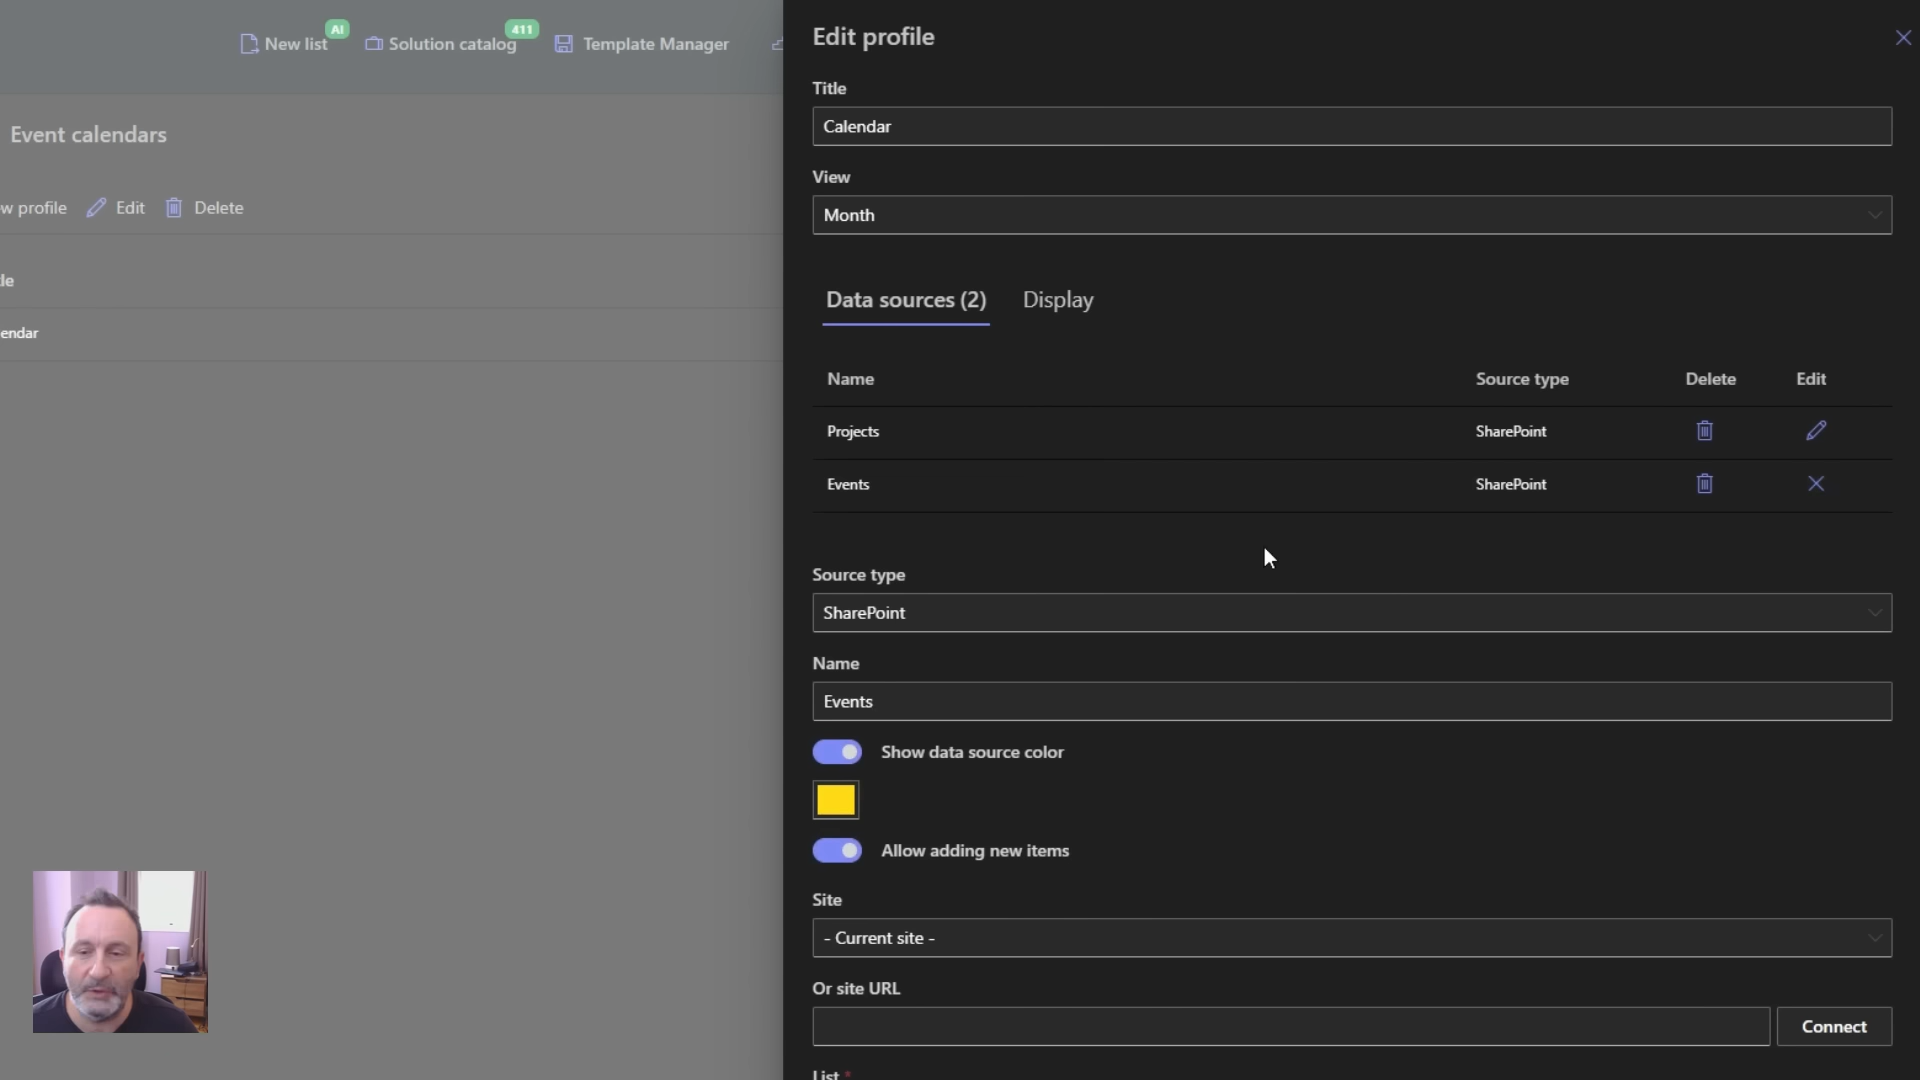 New list
AI
Solution catalog
411
Template Manager
Event calendars
w profile
Edit
Delete
le
endar
Edit profile
Title
Calendar
View
Month
Data sources (2)
Display
Name
Source type
Delete
Edit
Projects
SharePoint
Events
SharePoint
Source type
SharePoint
Name
Events
Show data source color
Allow adding new items
Site
- Current site -
Or site URL
Connect
List *